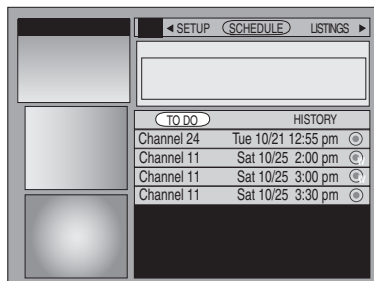 SETUP SCHEDULE LISTINGS
TO DO HISTORY
Channel 24 Tue 10/21 12:55 pm
Channel 11 Sat 10/25 2:00 pm
Channel 11 Sat 10/25 3:00 pm
Channel 11 Sat 10/25 3:30 pm